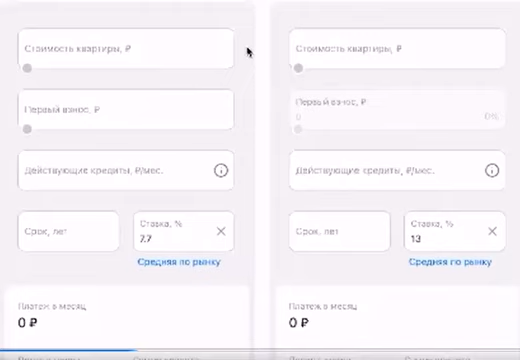 Стоимость квартиры, ₽
Первый взнос, ₽
Действующие кредиты, ₽/мес.
Срок, лет
Ставка, %
7.7
Средняя по рынку
Платеж в месяц
0 ₽
Стоимость квартиры, ₽
Первый взнос, ₽
0
0%
Действующие кредиты, ₽/мес.
Срок, лет
Ставка, %
13
Средняя по рынку
Платеж в месяц
0 ₽